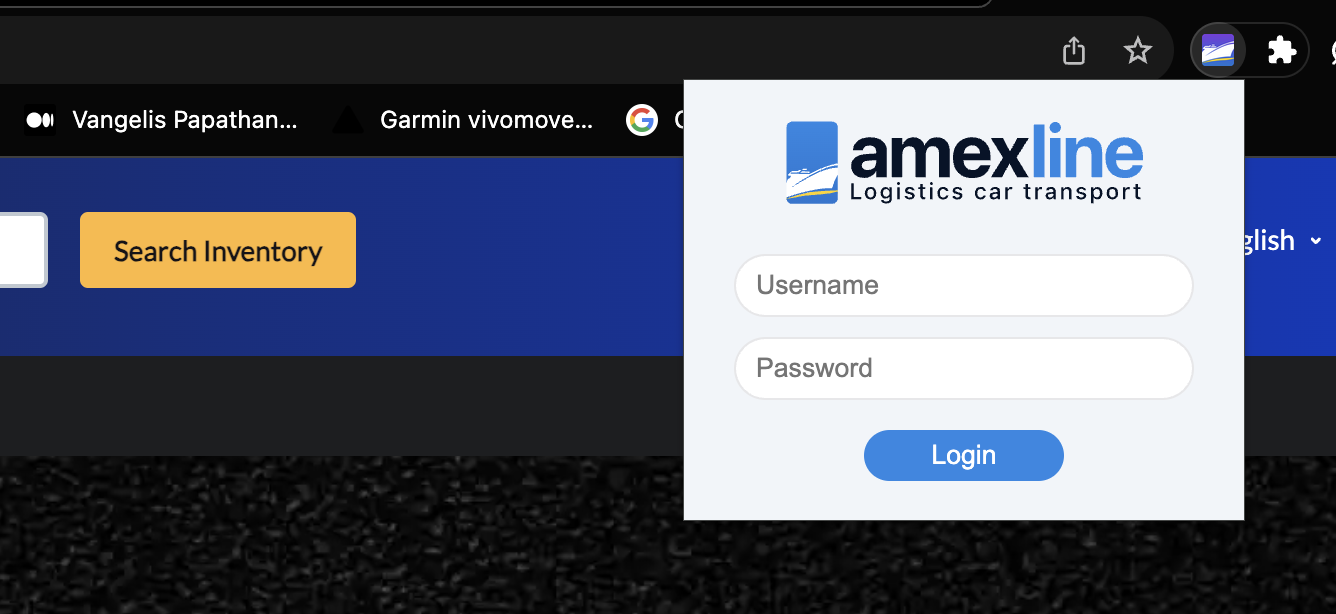 Vangelis Papathan...
Garmin vivomove...
Search Inventory
amexline
Logistics car transport
Username
Password
Login
glish